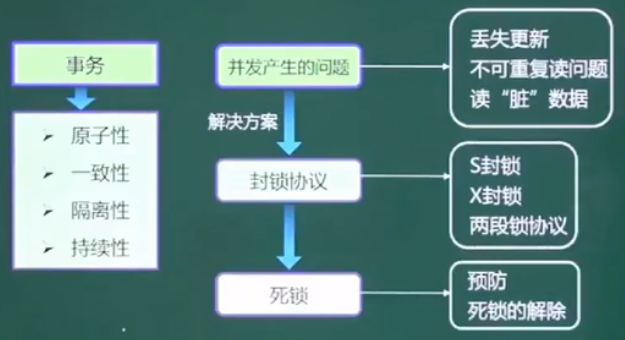 事务
原子性
一致性
隔离性
持续性
并发产生的问题
解决方案
封锁协议
死锁
丢失更新
不可重复读问题
读“脏”数据
S封锁
X封锁
两段锁协议
预防
死锁的解除